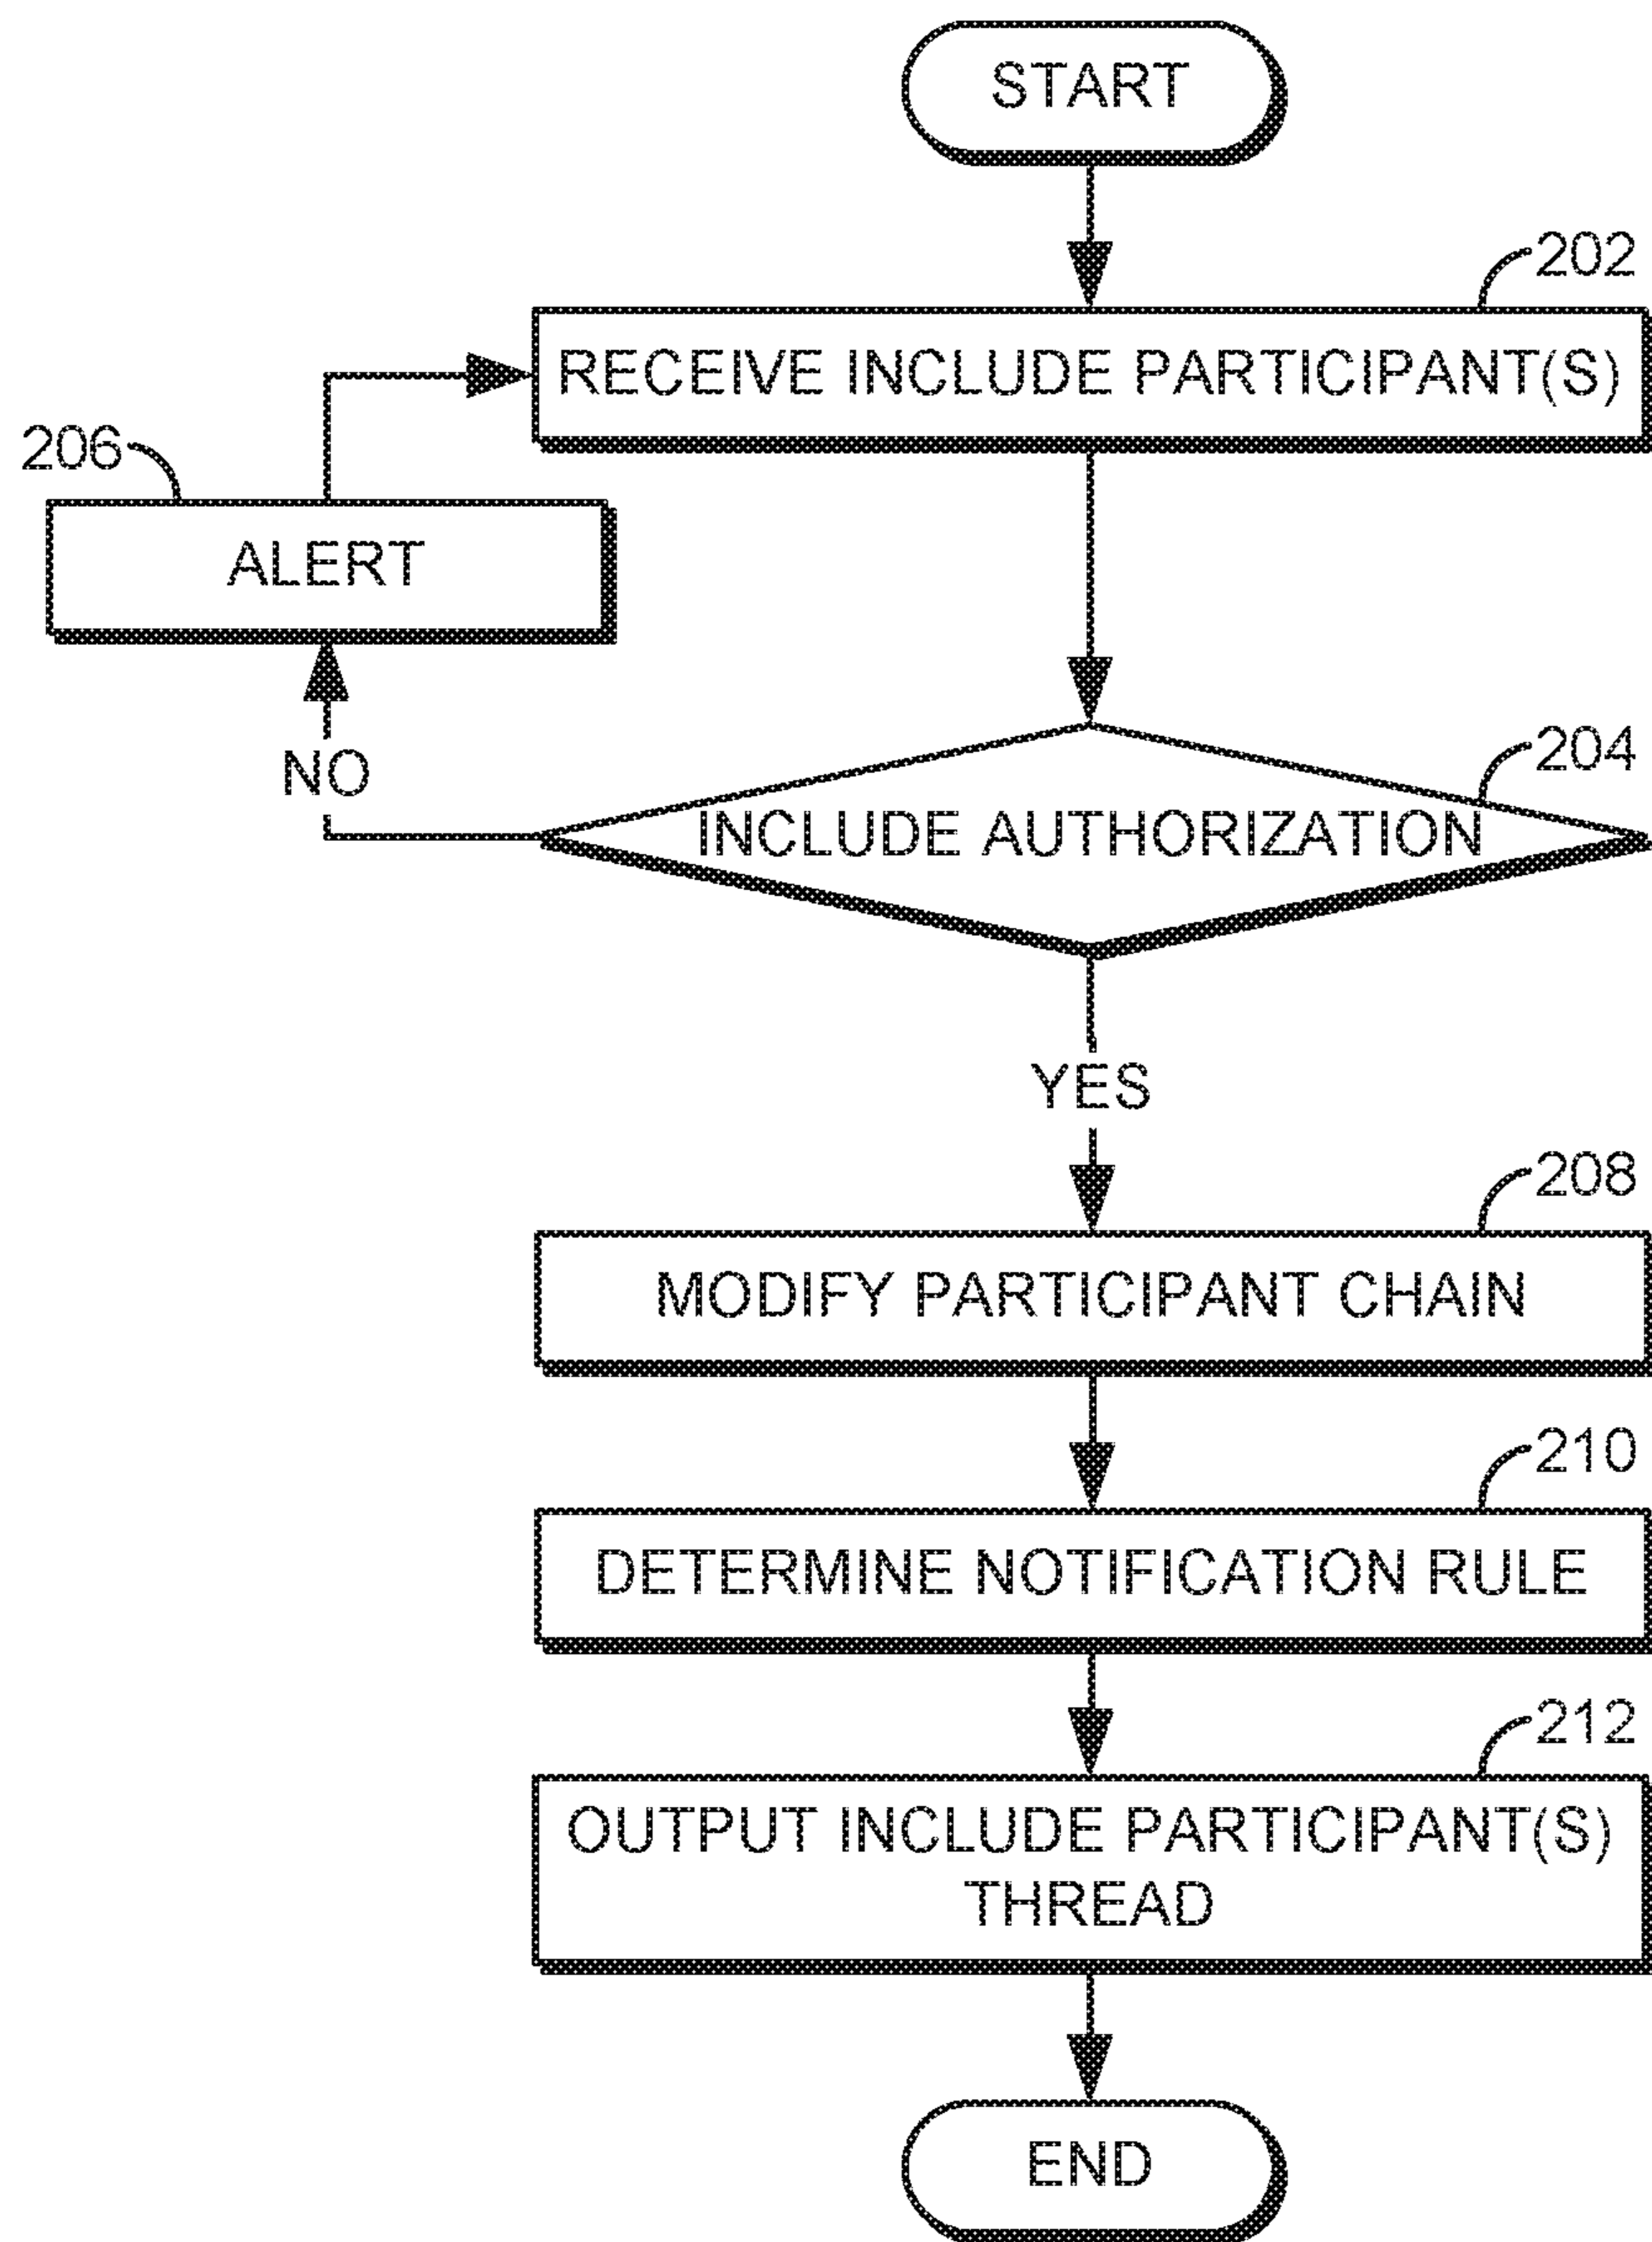 START
202
RECEIVE INCLUDE PARTICIPANT(S)
206
ALERT
NO
204
INCLUDE AUTHORIZATION
YES
208
MODIFY PARTICIPANT CHAIN
210
DETERMINE NOTIFICATION RULE
212
OUTPUT INCLUDE PARTICIPANT(S)
THREAD
END